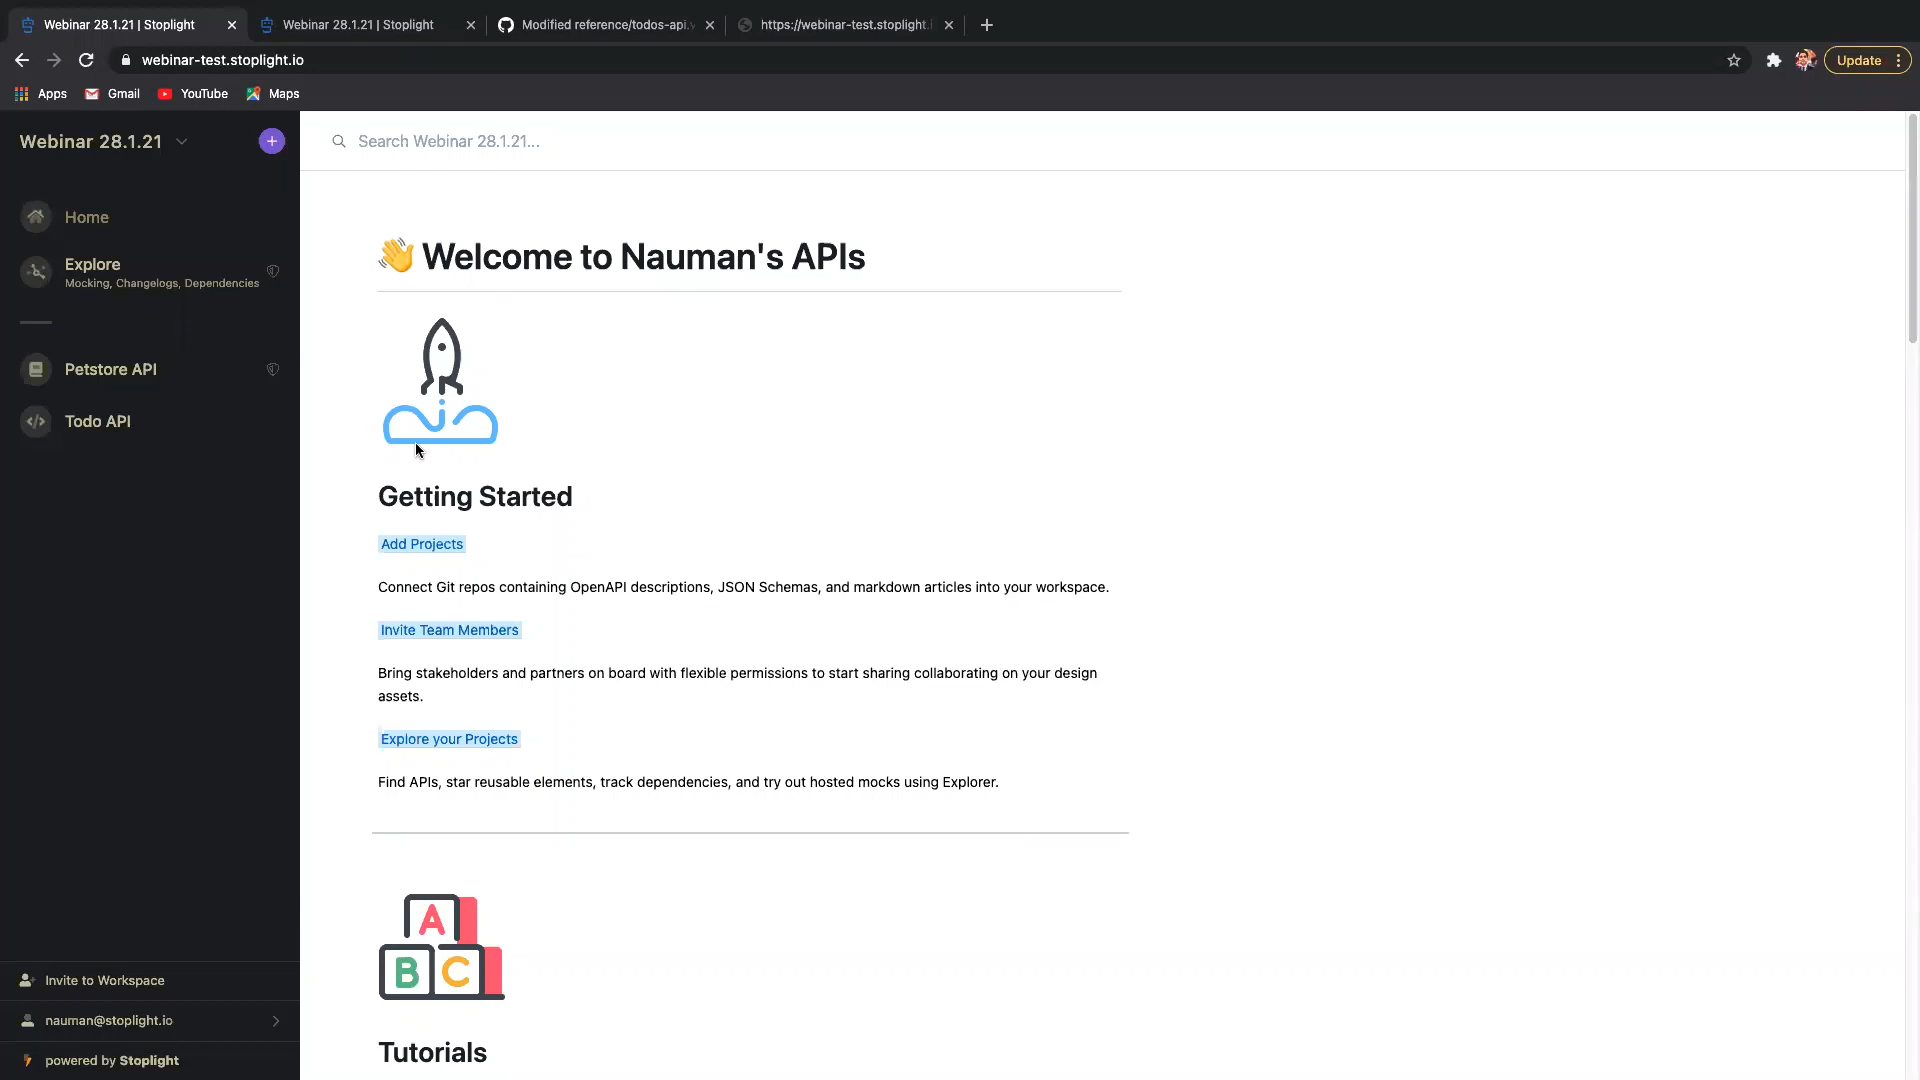 Webinar 28.1.21 | Stoplight
Webinar 28.1.21 | Stoplight
Modified reference/todos-api.y
https://webinar-test.stoplight.i
webinar-test.stoplight.io
Update
Apps
Gmail
YouTube
Maps
Webinar 28.1.21
Search Webinar 28.1.21...
Home
Explore
Mocking, Changelogs, Dependencies
Petstore API
Todo API
👋 Welcome to Nauman's APIs
Getting Started
Add Projects
Connect Git repos containing OpenAPI descriptions, JSON Schemas, and markdown articles into your workspace.
Invite Team Members
Bring stakeholders and partners on board with flexible permissions to start sharing collaborating on your design
assets.
Explore your Projects
Find APIs, star reusable elements, track dependencies, and try out hosted mocks using Explorer.
A
B C
Tutorials
Invite to Workspace
nauman@stoplight.io
powered by Stoplight